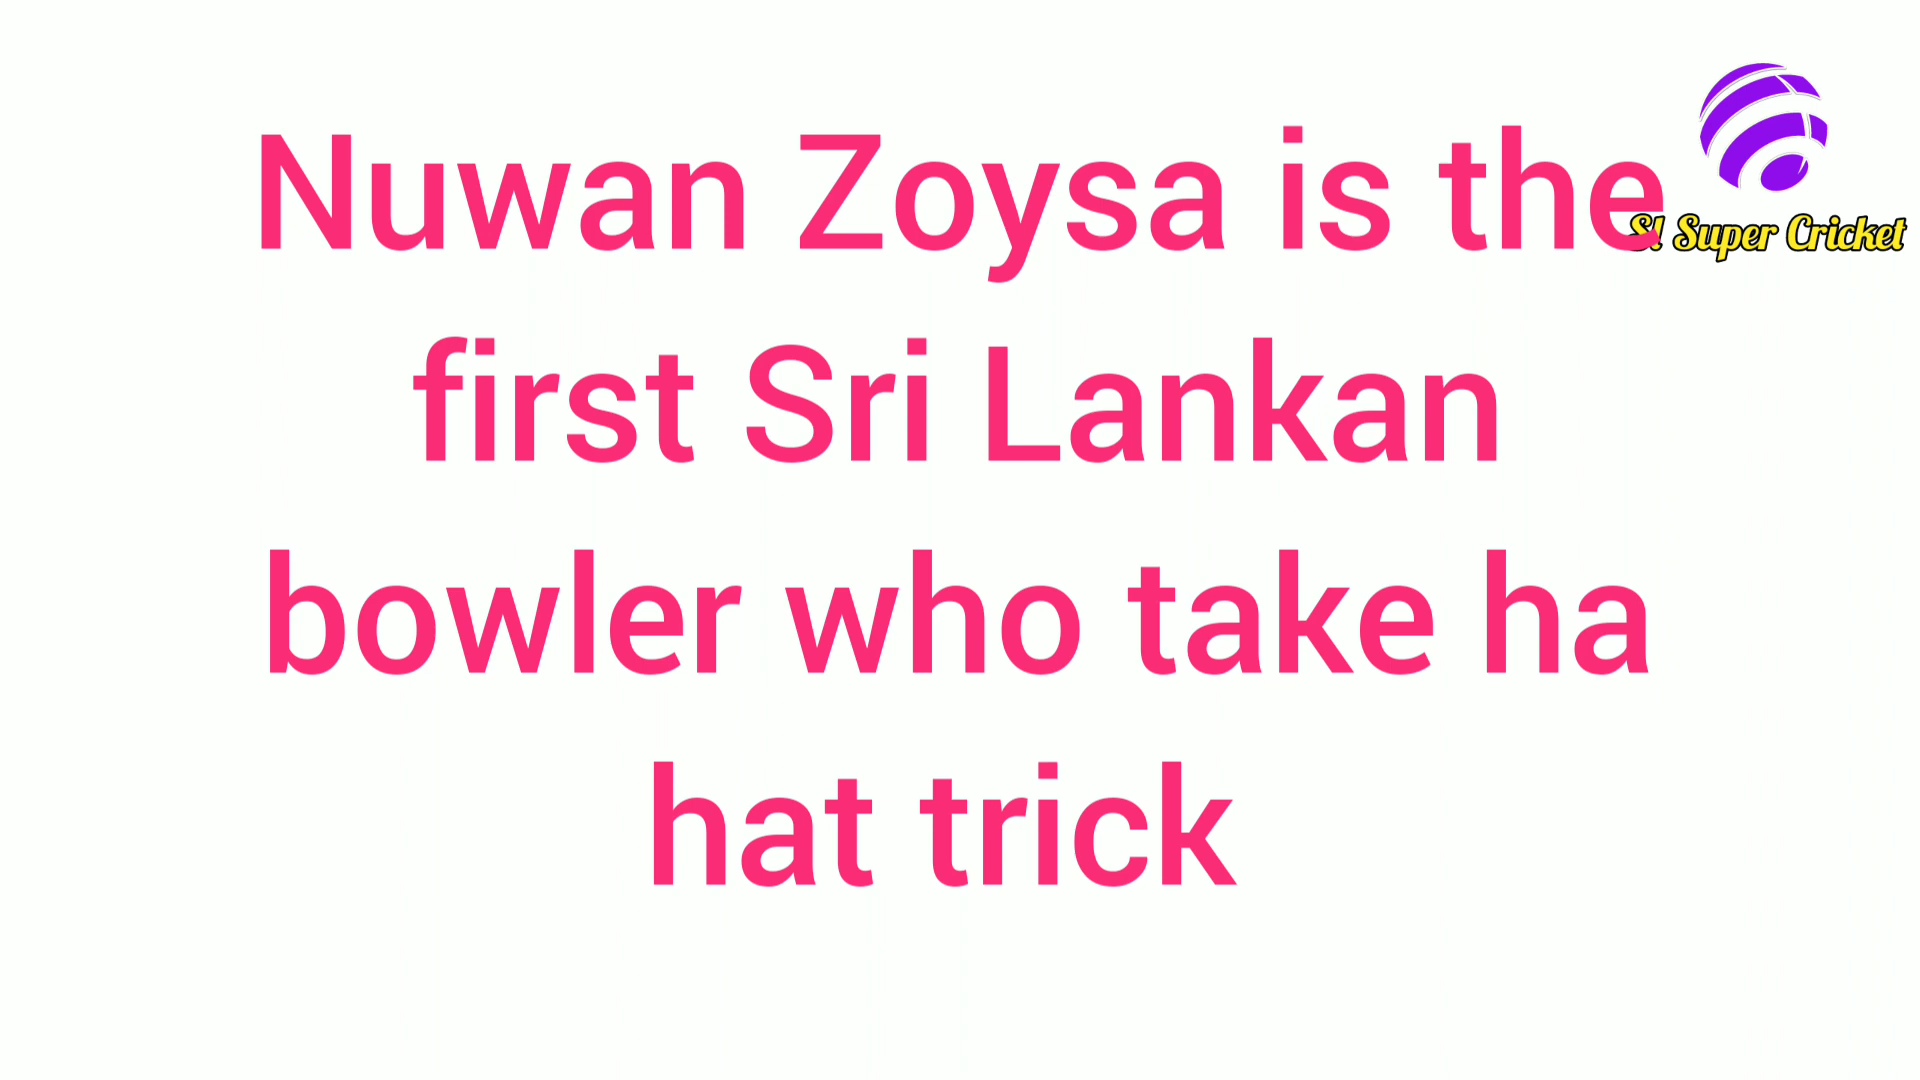 Nuwan Zoysa is the
Sl Super Cricket
first Sri Lankan
bowler who take ha
hat trick